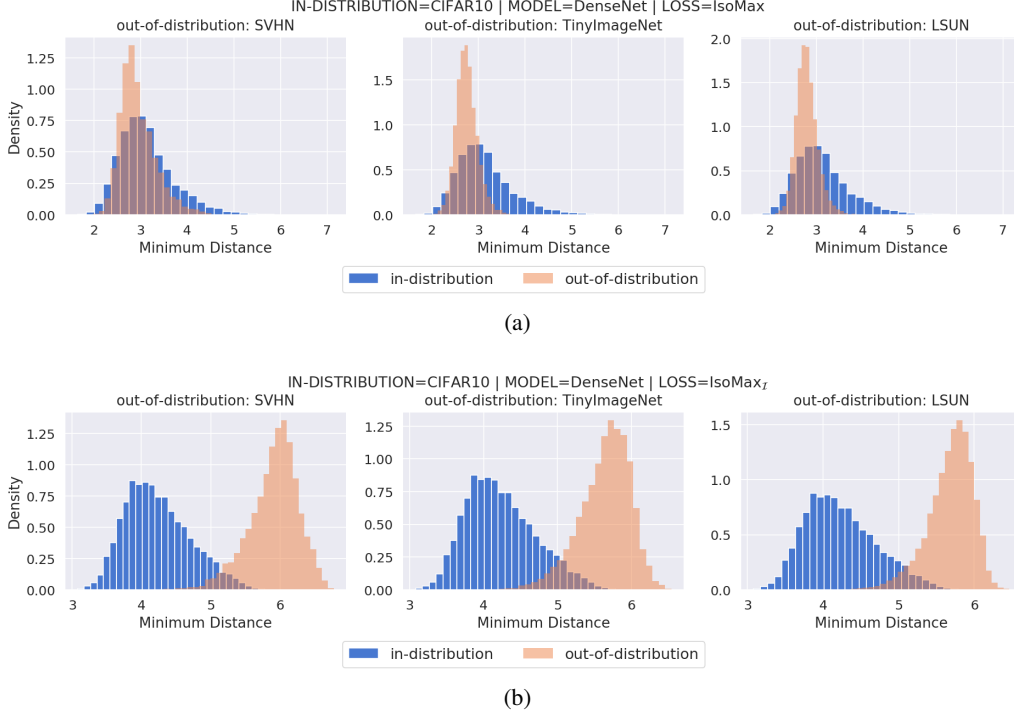 IN-DISTRIBUTION=CIFAR10 | MODEL=DenseNet | LOSS=IsoMax
out-of-distribution: SVHN out-of-distribution: TinyImageNet out-of-distribution: LSUN
Density
1.25
1.00
0.75
0.50
0.25
0.00
2 3 4 5 6 7
Minimum Distance
1.5
1.0
0.5
0.0
2 3 4 5 6 7
Minimum Distance
2.0
1.5
1.0
0.5
0.0
2 3 4 5 6 7
Minimum Distance
in-distribution out-of-distribution
(a)
IN-DISTRIBUTION=CIFAR10 | MODEL=DenseNet | LOSS=IsoMax𝓘
out-of-distribution: SVHN out-of-distribution: TinyImageNet out-of-distribution: LSUN
Density
1.25
1.00
0.75
0.50
0.25
0.00
3 4 5 6
Minimum Distance
1.25
1.00
0.75
0.50
0.25
0.00
3 4 5 6
Minimum Distance
1.5
1.0
0.5
0.0
3 4 5 6
Minimum Distance
in-distribution out-of-distribution
(b)